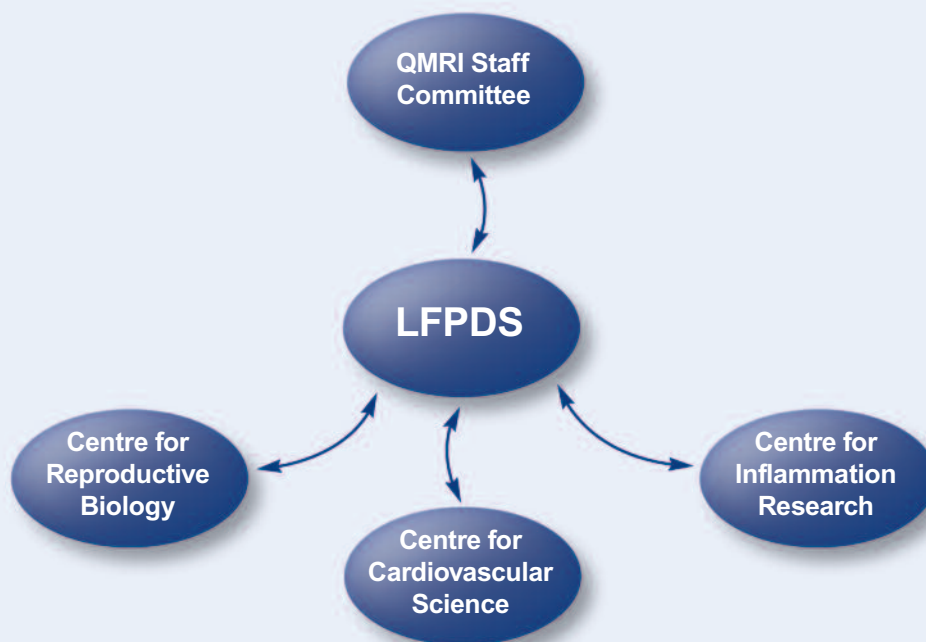 QMRI Staff
Committee
LFPDS
Centre for
Reproductive
Biology
Centre for
Cardiovascular
Science
Centre for
Inflammation
Research